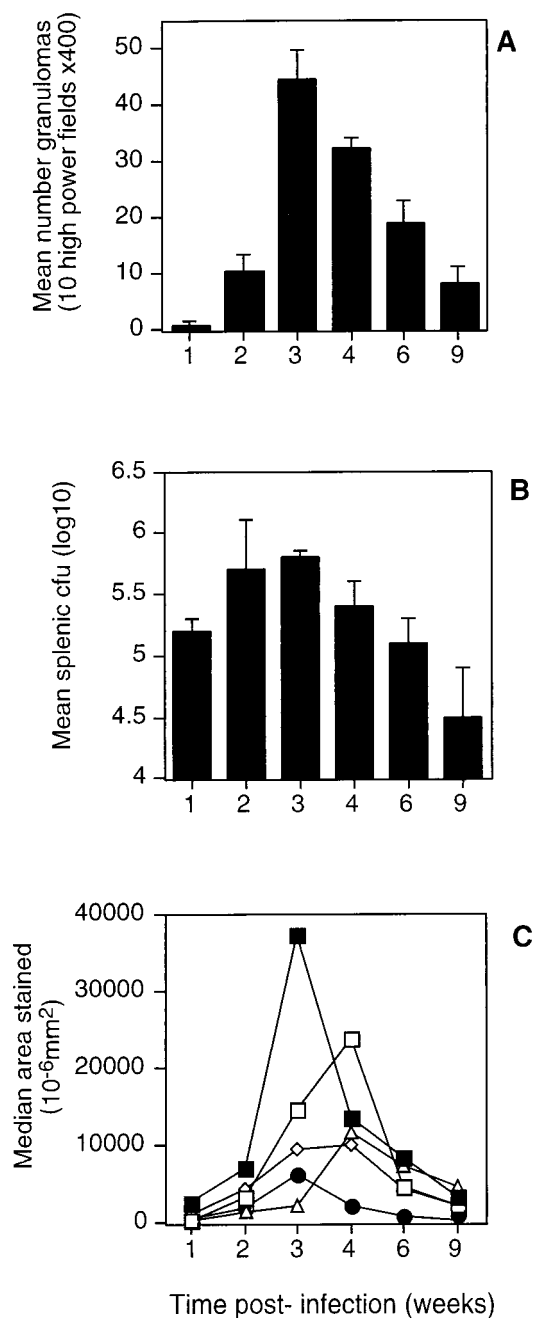 A
Mean number granulomas
(10 high power fields x400)
50
40
30
20
10
0
1 2 3 4 6 9
B
Mean splenic cfu (log10)
6.5
6
5.5
5
4.5
4
1 2 3 4 6 9
C
Median area stained
(10-6mm2)
40000
30000
20000
10000
0
1 2 3 4 6 9
Time post- infection (weeks)